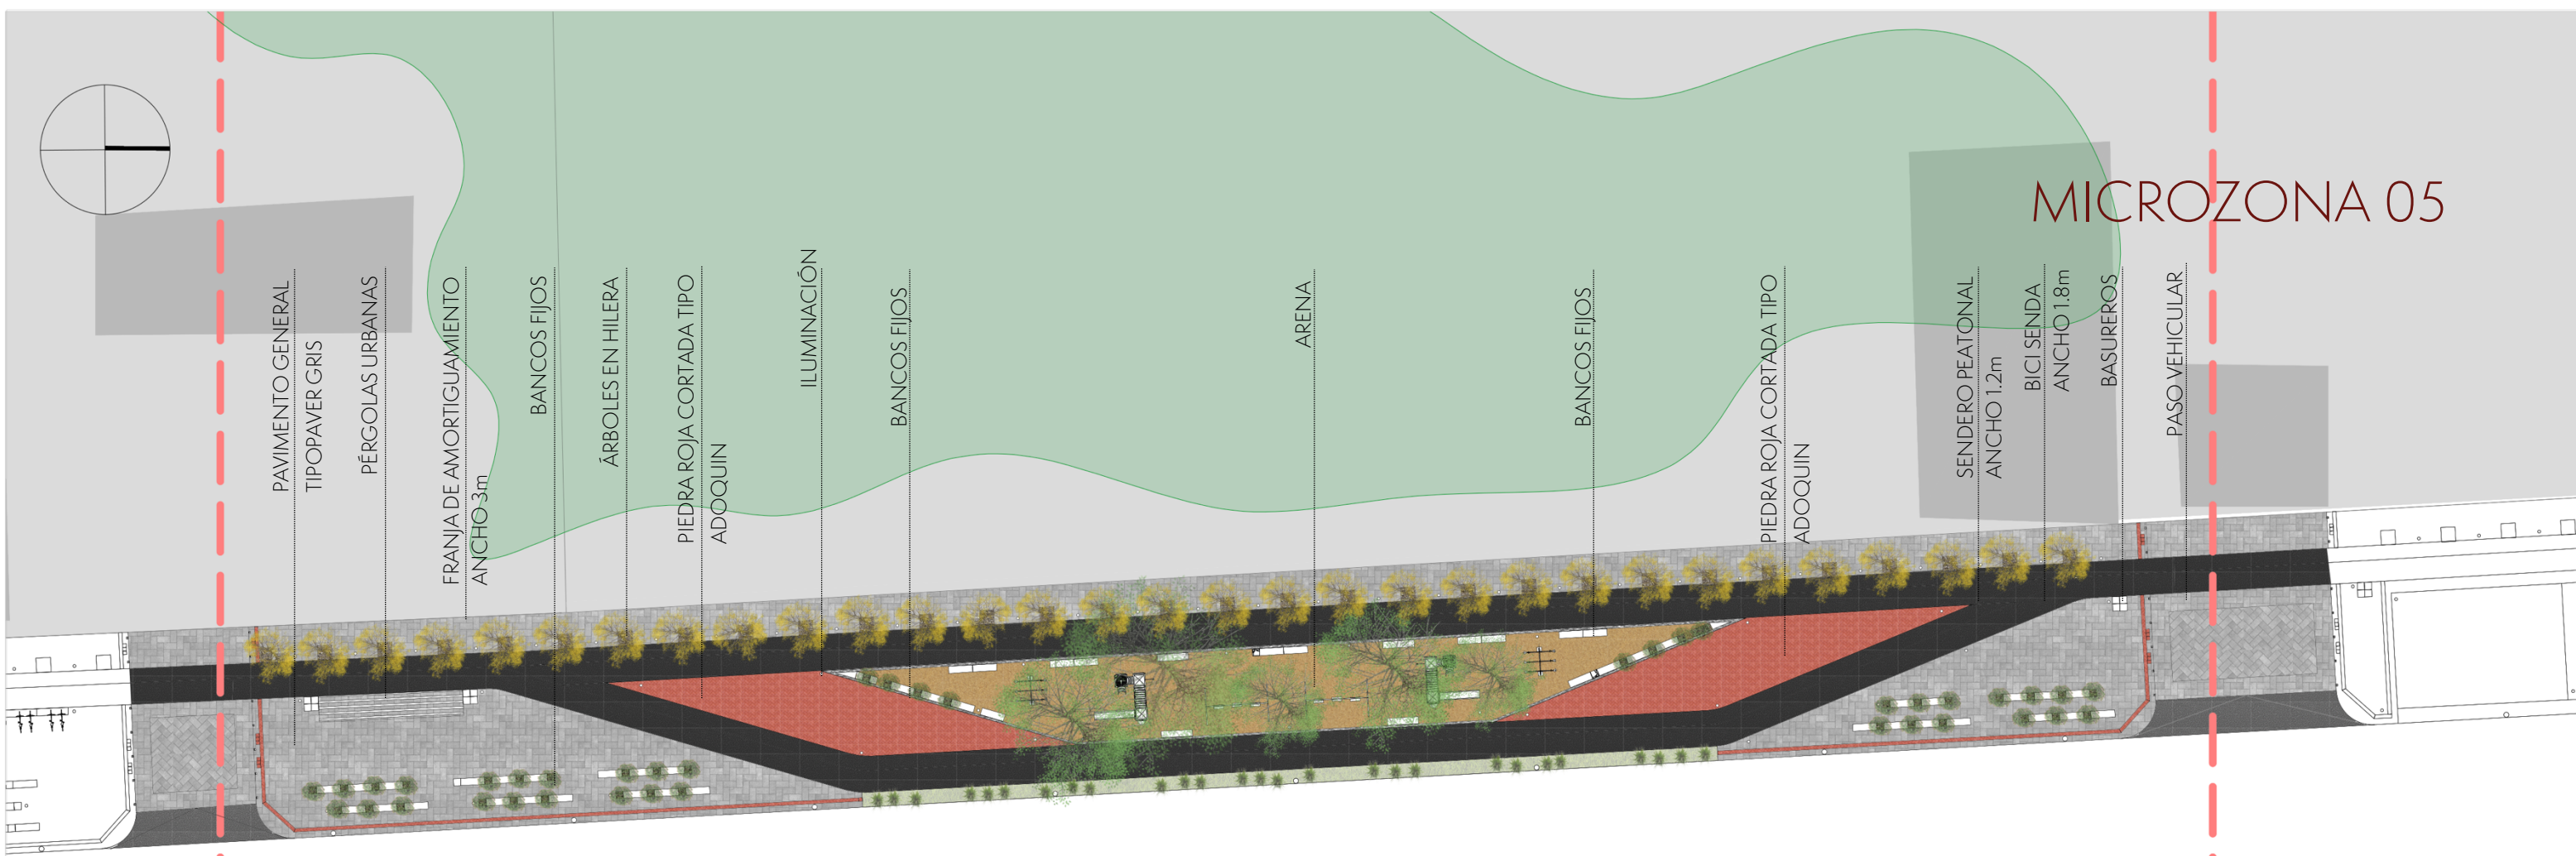 MICROZONA 05
PAVIMENTO GENERAL
TIPOPAVER GRIS
PÉRGOLAS URBANAS
FRANJA DE AMORTIGUAMIENTO
ANCHO 3m
BANCOS FIJOS
ÁRBOLES EN HILERA
PIEDRA ROJA CORTADA TIPO
ADOQUIN
ILUMINACIÓN
BANCOS FIJOS
ARENA
BANCOS FIJOS
PIEDRA ROJA CORTADA TIPO
ADOQUIN
SENDERO PEATONAL
ANCHO 1.2m
BICI SENDA
ANCHO 1.8m
BASUREROS
PASO VEHICULAR